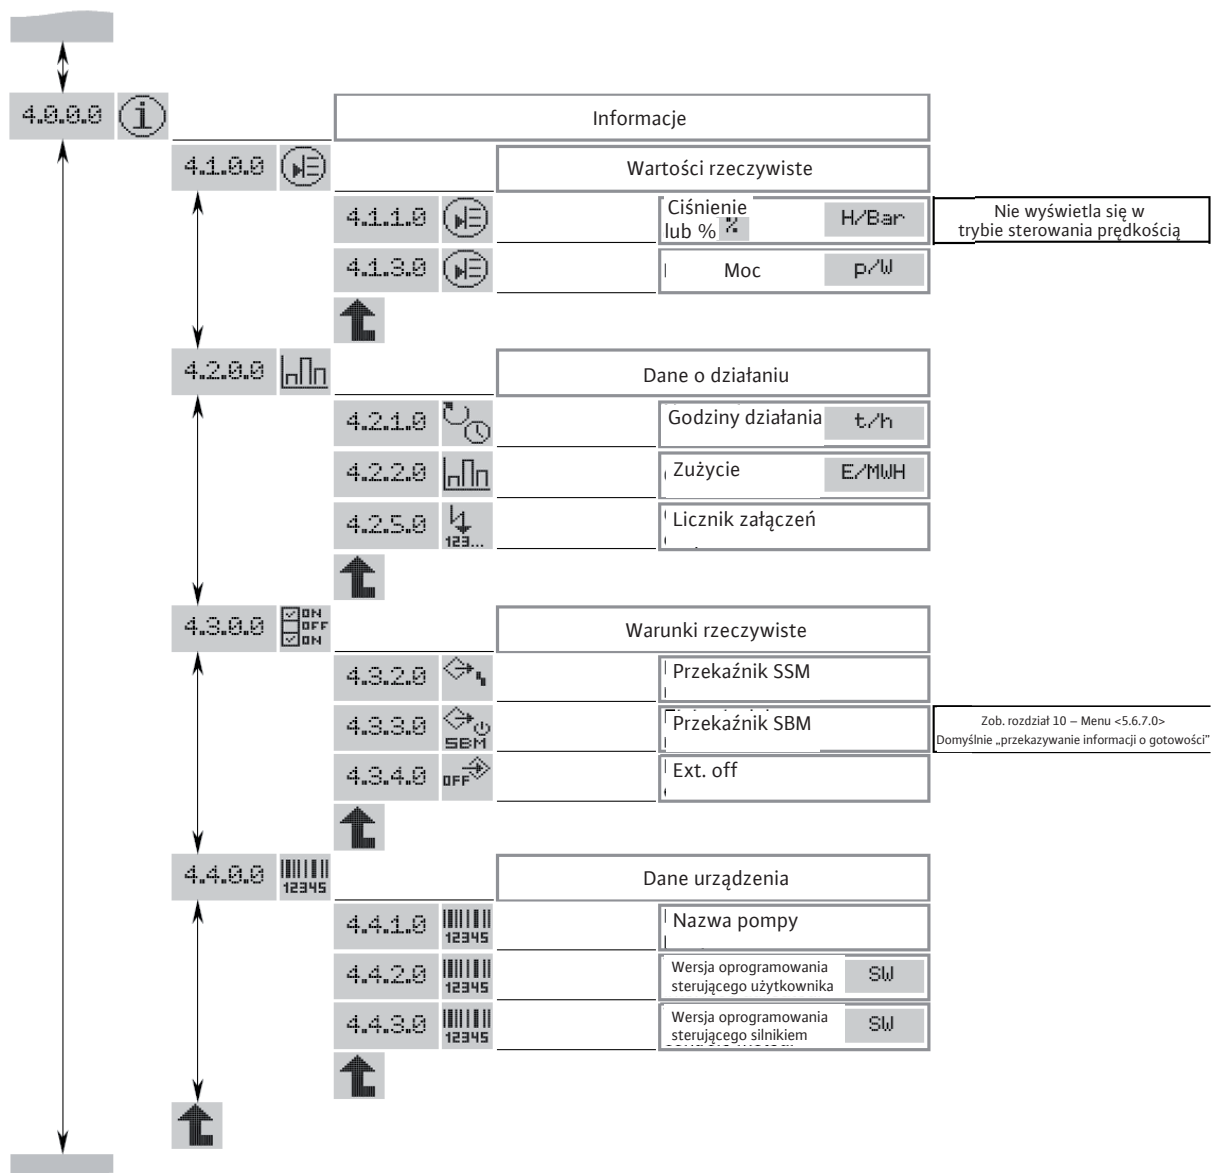 4.0.0.0 i Informacje
4.1.0.0 Wartości rzeczywiste
4.1.1.0 Ciśnienie
lub % % H/Bar
Nie wyświetla się w
trybie sterowania prędkością
4.1.3.0 Moc p/W
4.2.0.0 Dane o działaniu
4.2.1.0 Godziny działania t/h
4.2.2.0 Zużycie E/MWH
4.2.5.0 123... Licznik załączeń
4.3.0.0 ON
OFF
ON
Warunki rzeczywiste
4.3.2.0 Przekaźnik SSM
4.3.3.0 SBM Przekaźnik SBM
Zob. rozdział 10 – Menu <5.6.7.0>
Domyślnie „przekazywanie informacji o gotowości”
4.3.4.0 OFF Ext. off
4.4.0.0 12345 Dane urządzenia
4.4.1.0 12345 Nazwa pompy
4.4.2.0 12345 Wersja oprogramowania
sterującego użytkownika SW
4.4.3.0 12345 Wersja oprogramowania
sterującego silnikiem SW